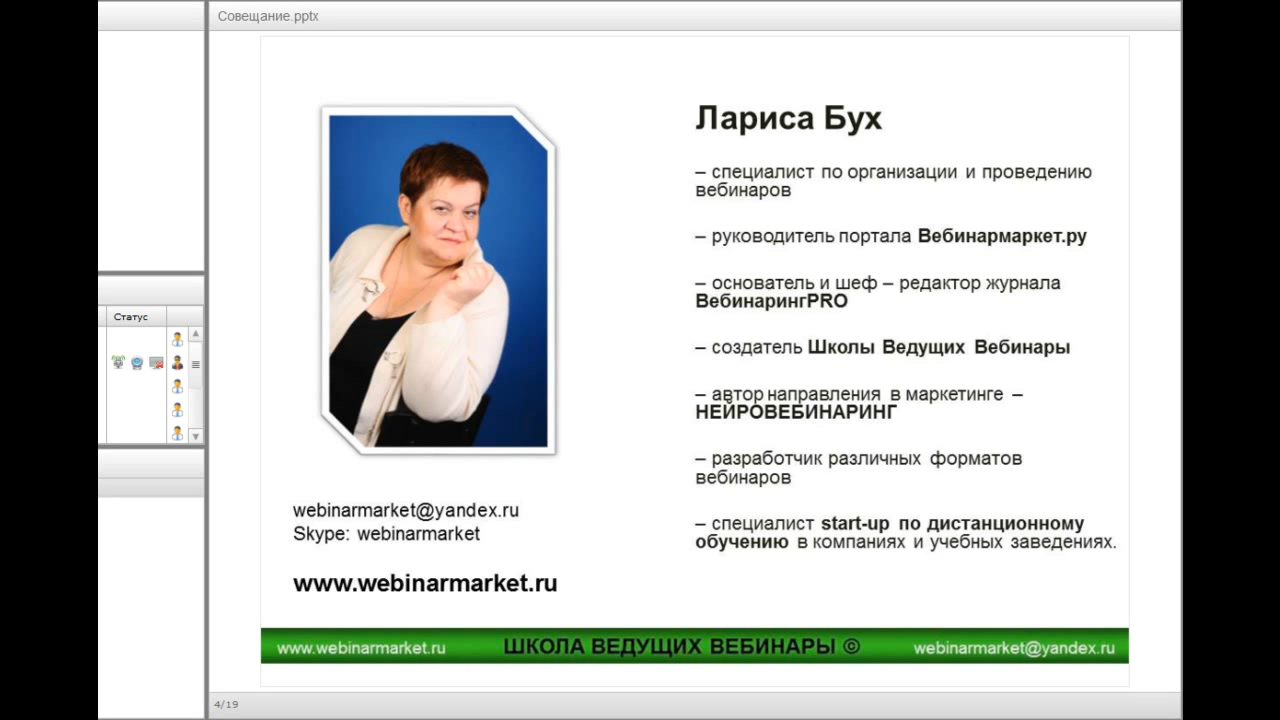 Совещание.pptx
Статус
Лариса Бух
– специалист по организации и проведению
вебинаров
– руководитель портала Вебинармаркет.ру
– основатель и шеф – редактор журнала
ВебинарингPRO
– создатель Школы Ведущих Вебинары
– автор направления в маркетинге –
НЕЙРОВЕБИНАРИНГ
– разработчик различных форматов
вебинаров
– специалист start-up по дистанционному
обучению в компаниях и учебных заведениях.
webinarmarket@yandex.ru
Skype: webinarmarket
www.webinarmarket.ru
www.webinarmarket.ru ШКОЛА ВЕДУЩИХ ВЕБИНАРЫ © webinarmarket@yandex.ru
4/19